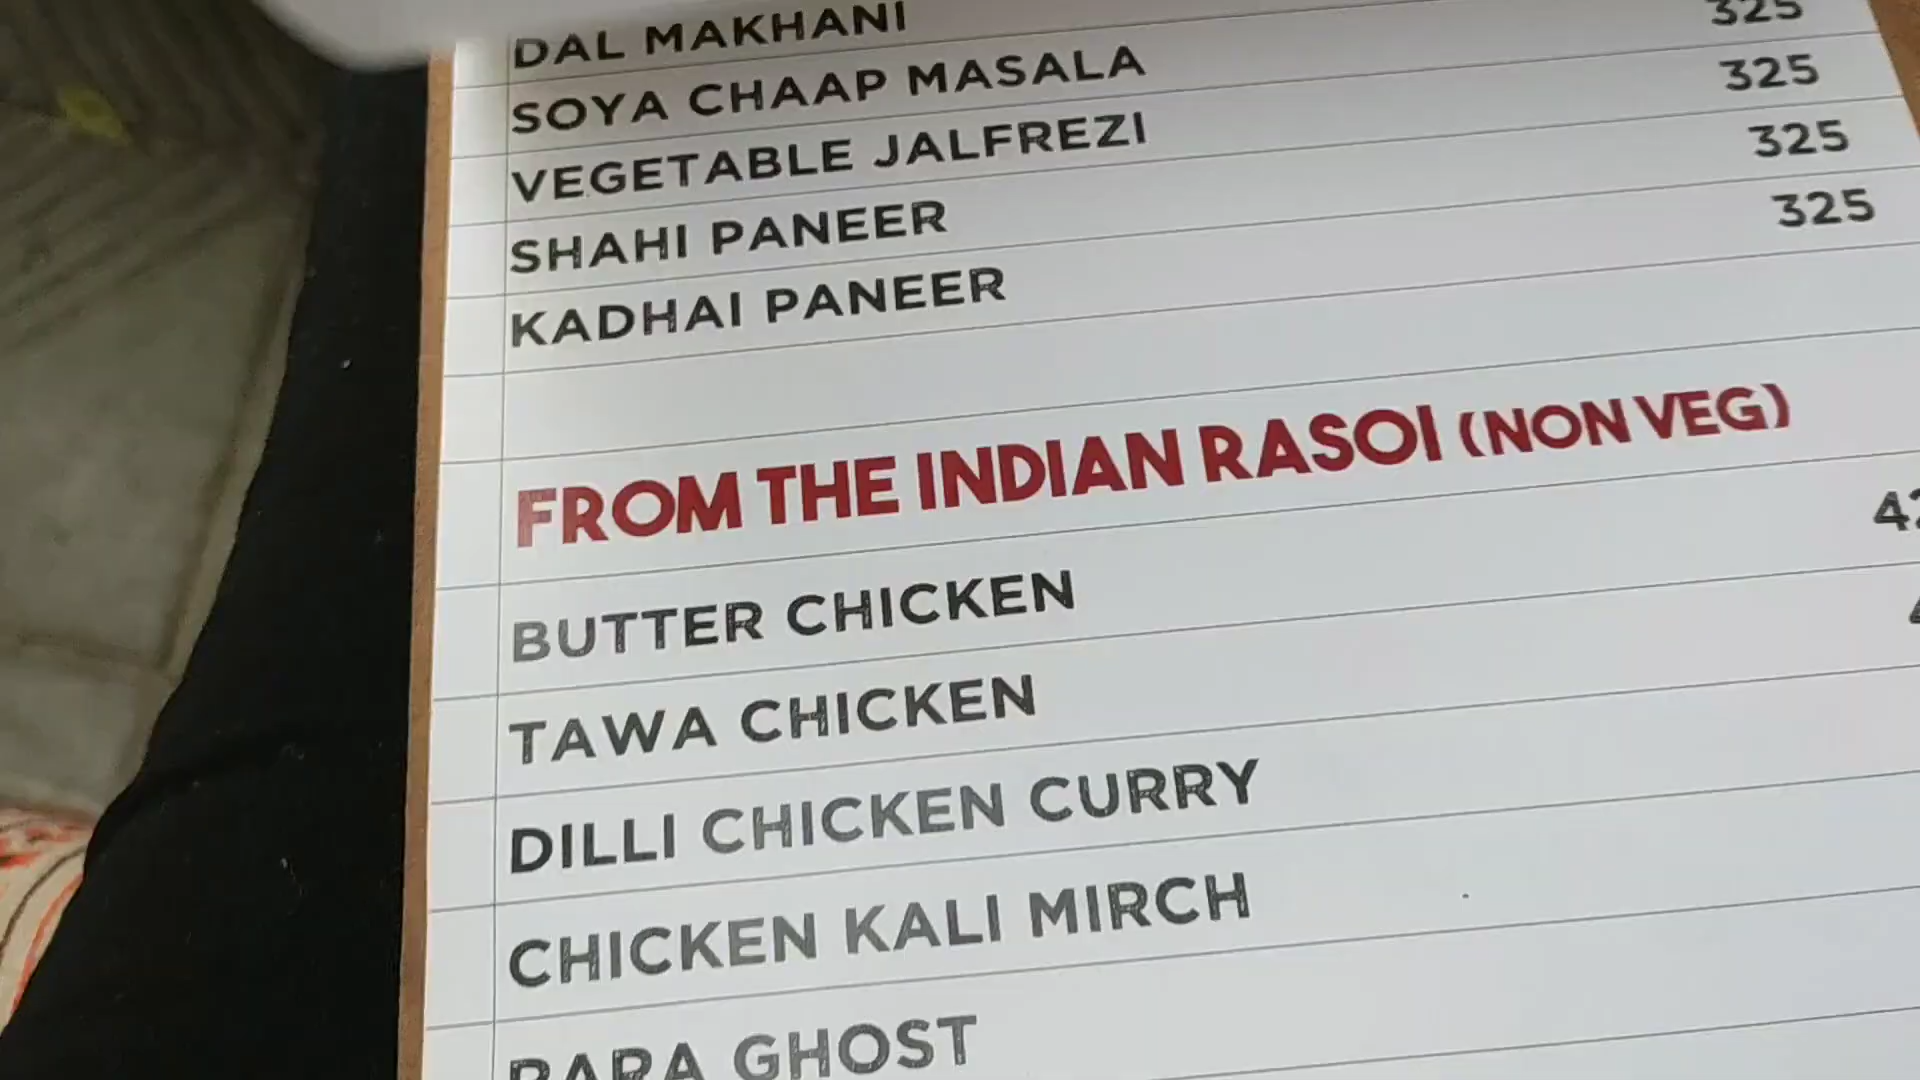 DAL MAKHANI
SOYA CHAAP MASALA 325
VEGETABLE JALFREZI 325
SHAHI PANEER 325
KADHAI PANEER 325
FROM THE INDIAN RASOI (NON VEG)
BUTTER CHICKEN
TAWA CHICKEN
DILLI CHICKEN CURRY
CHICKEN KALI MIRCH
GHOST